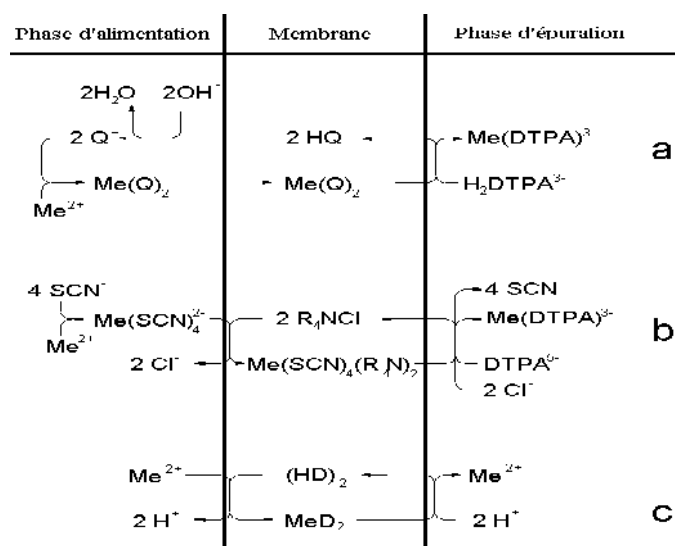 Phase d'alimentation Membrane Phase d'épuration
2H₂O 2OH⁻
2 Q⁻ 2 HQ Me(DTPA)³
a
Me(Q)₂ Me(Q)₂ H₂DTPA³⁻
Me²⁺
4 SCN⁻ 4 SCN
Me(SCN)₄²⁻ 2 R₄NCl Me(DTPA)³⁻
b
Me²⁺
2 Cl⁻ Me(SCN)₄(R₄N)₂ DTPA⁵⁻
2 Cl⁻
Me²⁺ (HD)₂ Me²⁺
2 H⁺ MeD₂ 2 H⁺
c